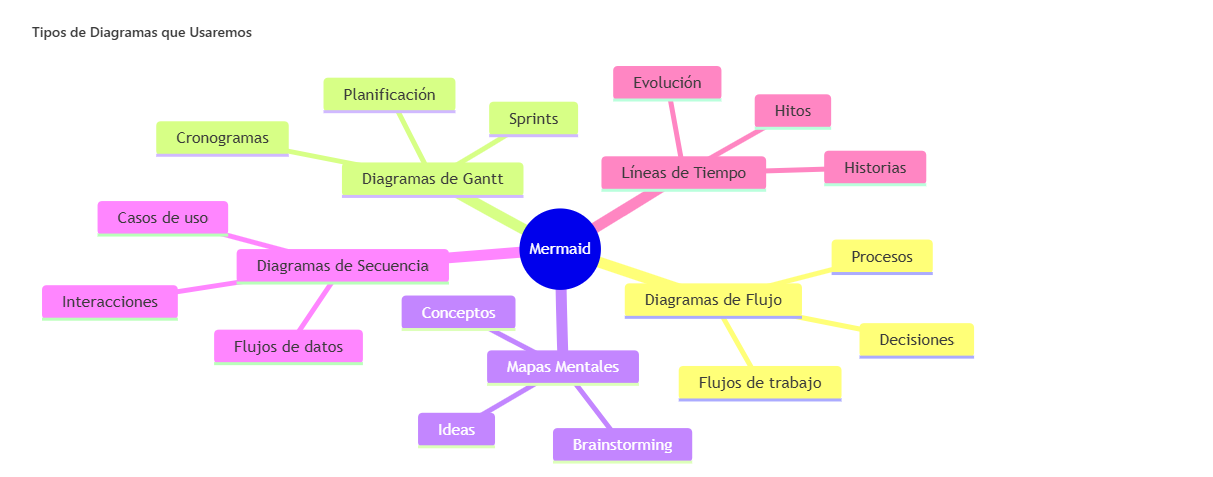 Tipos de Diagramas que Usaremos
Evolución
Planificación
Hitos
Sprints
Cronogramas
Historias
Líneas de Tiempo
Diagramas de Gantt
Casos de uso
Mermaid
Procesos
Diagramas de Secuencia
Interacciones
Diagramas de Flujo
Conceptos
Decisiones
Flujos de datos
Mapas Mentales
Flujos de trabajo
Ideas
Brainstorming